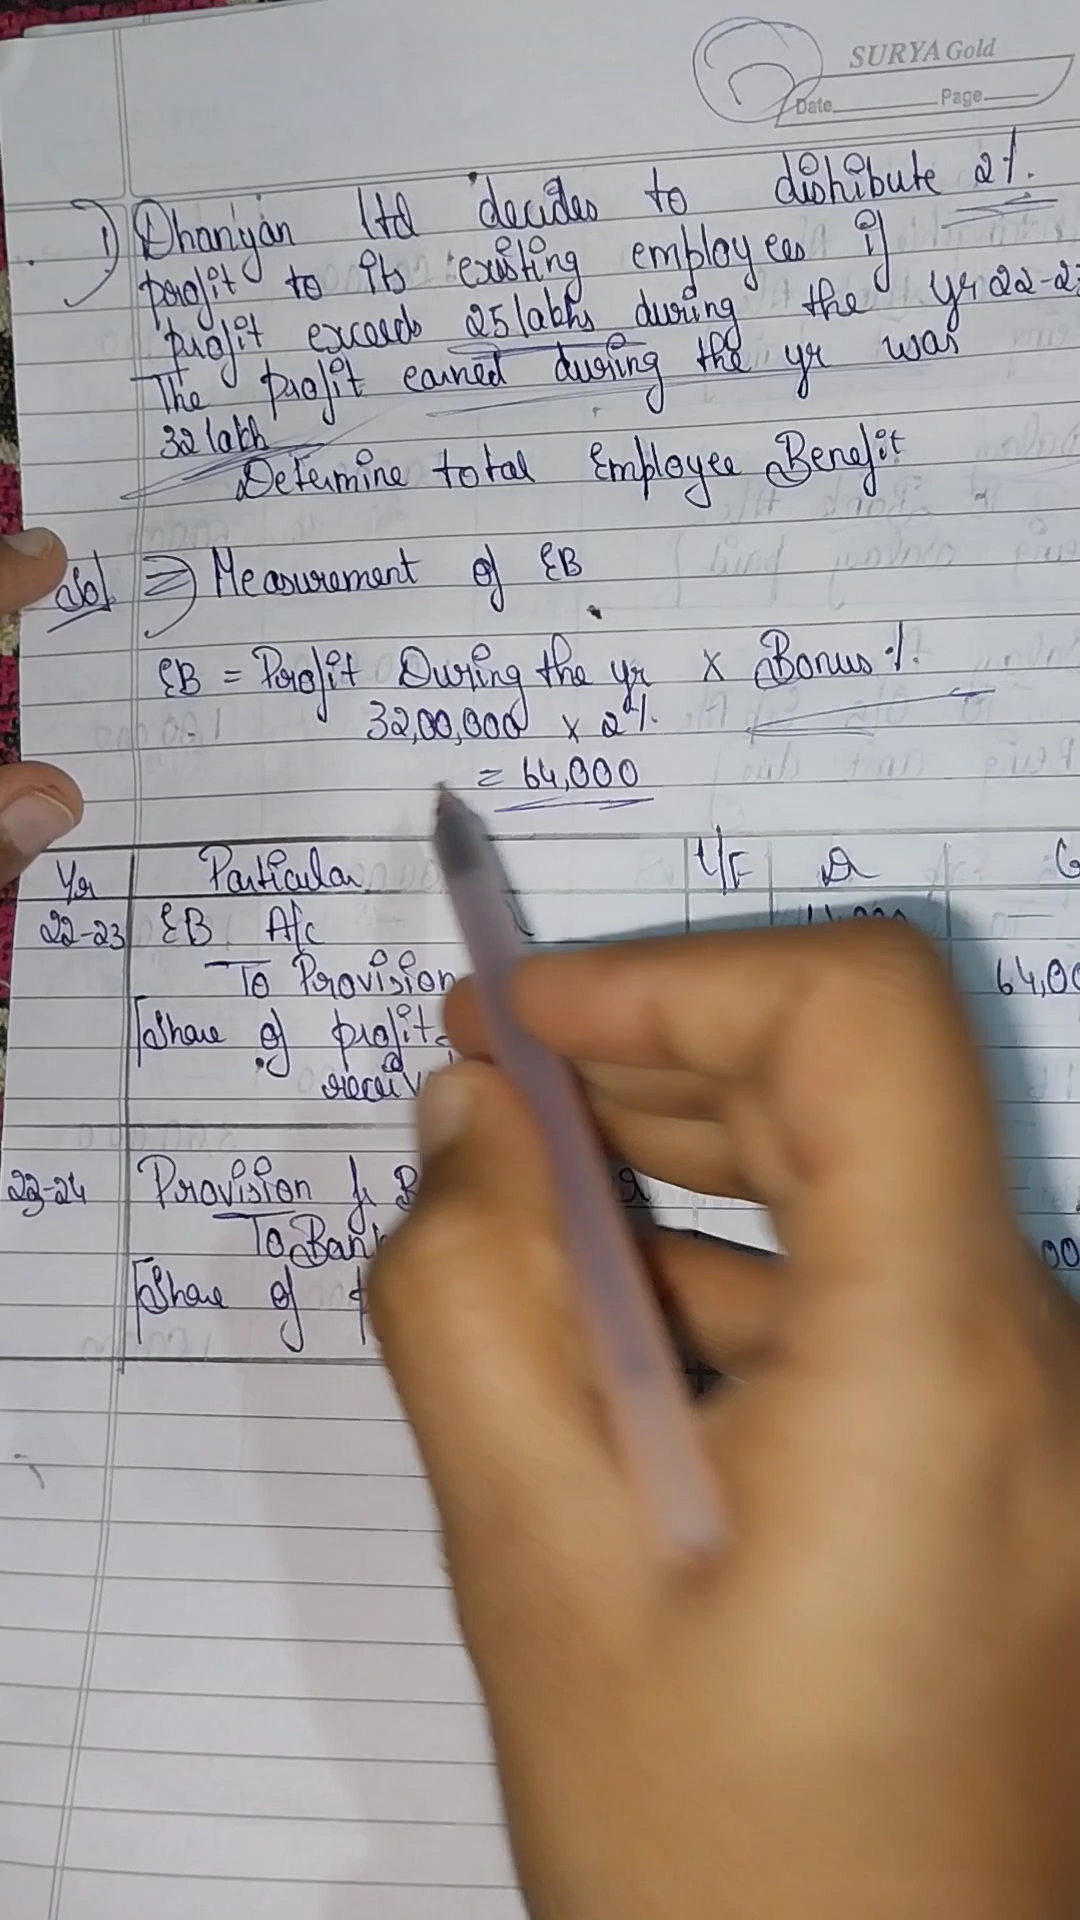 SURYA Gold
Date Page
1) Dhanyan ltd decides to distribute 2%.
profit to its existing employees if
profit exceeds 25 lakhs during the yr 22-2
The profit earned during the yr was
32 lakh
Determine total Employee Benefit
Sol ⇒ Measurement of EB
EB = Profit During the yr x Bonus %.
32,00,000 x 2%.
= 64,000
Yr Particular L/F Dr
22-23 EB A/c
To Provision 64,00
[Share of profit
23-24 Provision fr B
To Bank
[Share of